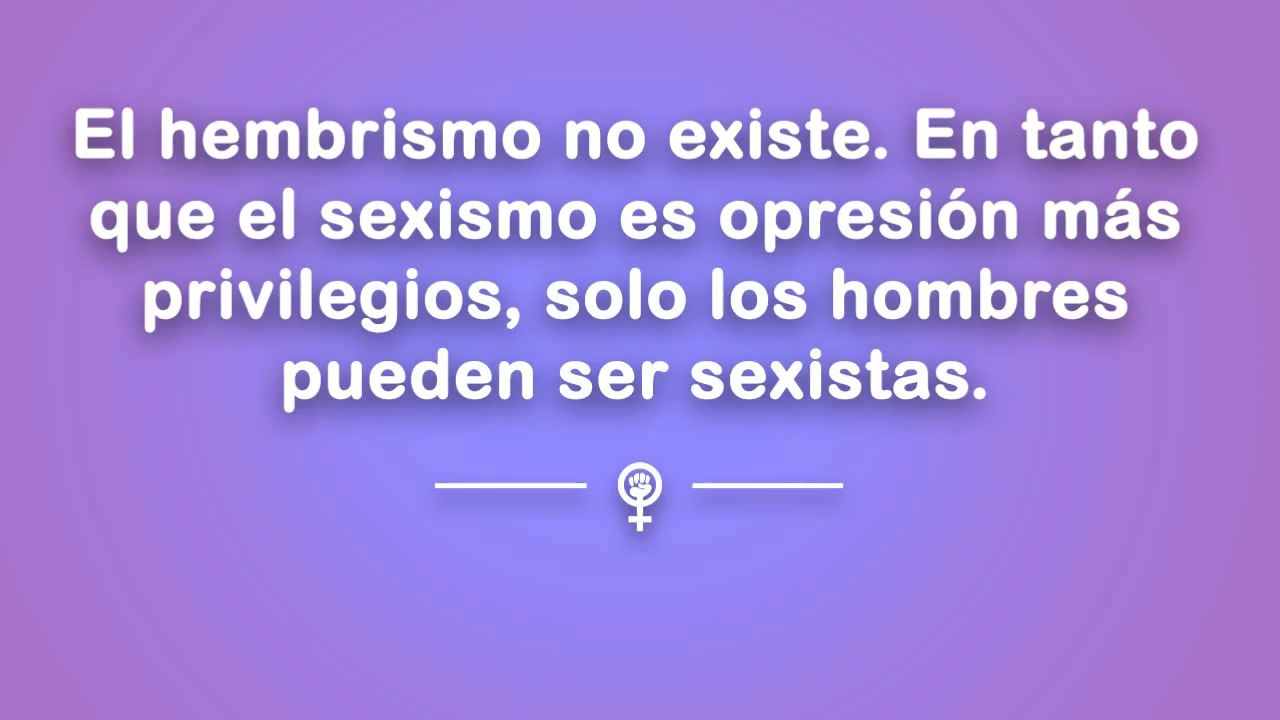 El hembrismo no existe. En tanto
que el sexismo es opresión más
privilegios, solo los hombres
pueden ser sexistas.